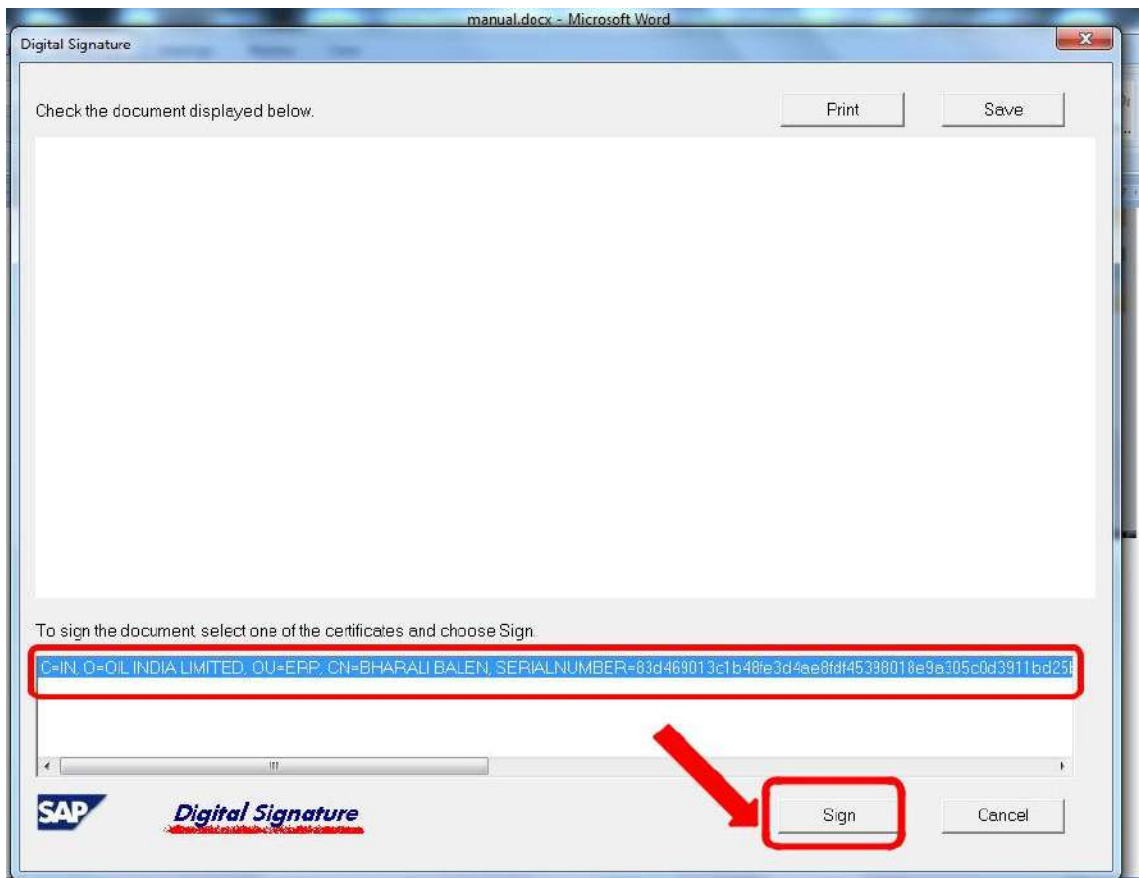 manual.docx - Microsoft Word
Digital Signature
Check the document displayed below.
Print
Save
To sign the document, select one of the certificates and choose Sign.
C=IN, O=OIL INDIA LIMITED, OU=ERP, CN=BHARALI BALEN, SERIALNUMBER=83d469013c1b48fe3d4ae8fdf45398018e9a305c0d3911bd25
SAP
Digital Signature
Sign
Cancel